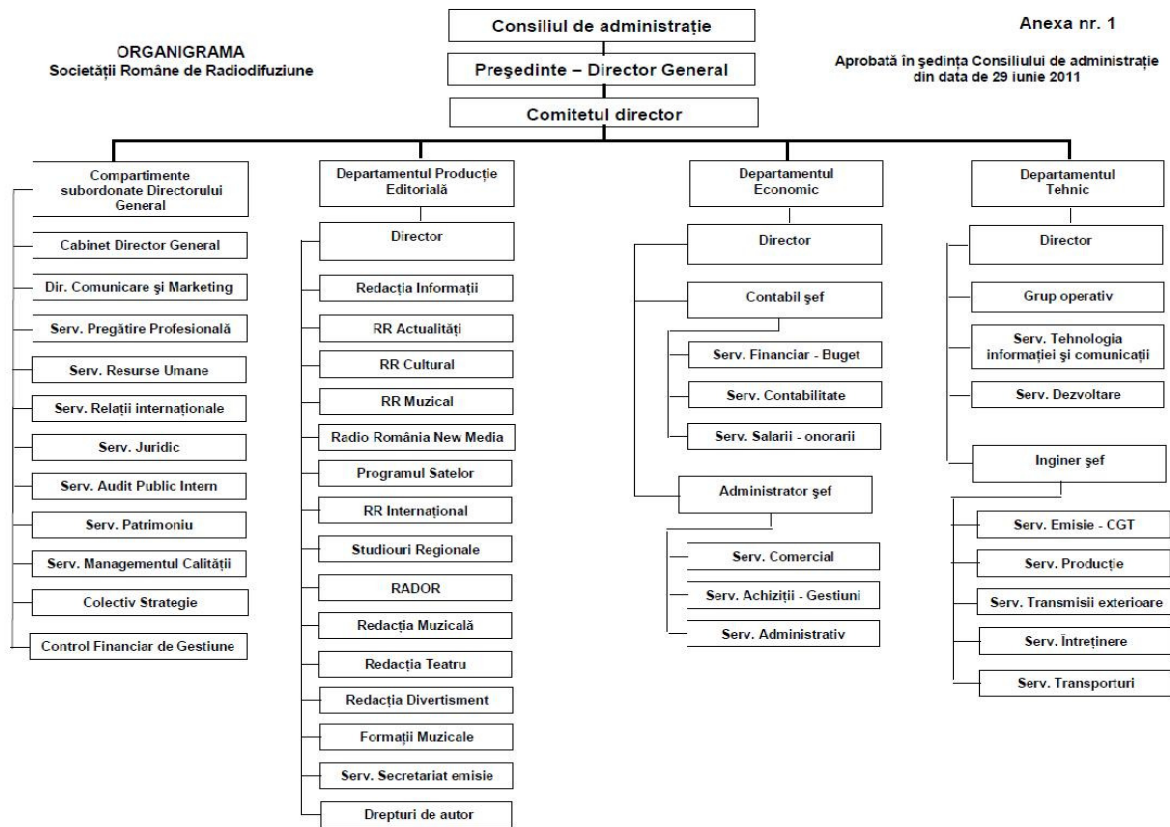 ORGANIGRAMA
Societății Române de Radiodifuziune
Consiliul de administrație
Președinte – Director General
Comitetul director
Anexa nr. 1
Aprobată în ședința Consiliului de administrație
din data de 29 iunie 2011
Compartimente
subordonate Directorului
General
Cabinet Director General
Dir. Comunicare și Marketing
Serv. Pregătire Profesională
Serv. Resurse Umane
Serv. Relații internaționale
Serv. Juridic
Serv. Audit Public Intern
Serv. Patrimoniu
Serv. Managementul Calității
Colectiv Strategie
Control Financiar de Gestiune
Departamentul Producție
Editorială
Director
Redacția Informații
RR Actualități
RR Cultural
RR Muzical
Radio România New Media
Programul Satelor
RR Internațional
Studiouri Regionale
RADOR
Redacția Muzicală
Redacția Teatru
Redacția Divertisment
Formații Muzicale
Serv. Secretariat emisie
Drepturi de autor
Departamentul
Economic
Director
Contabil șef
Serv. Financiar - Buget
Serv. Contabilitate
Serv. Salarii - onorarii
Administrator șef
Serv. Comercial
Serv. Achiziții - Gestiuni
Serv. Administrativ
Departamentul
Tehnic
Director
Grup operativ
Serv. Tehnologia
informației și comunicații
Serv. Dezvoltare
Inginer șef
Serv. Emisie - CGT
Serv. Producție
Serv. Transmisii exterioare
Serv. Întreținere
Serv. Transporturi